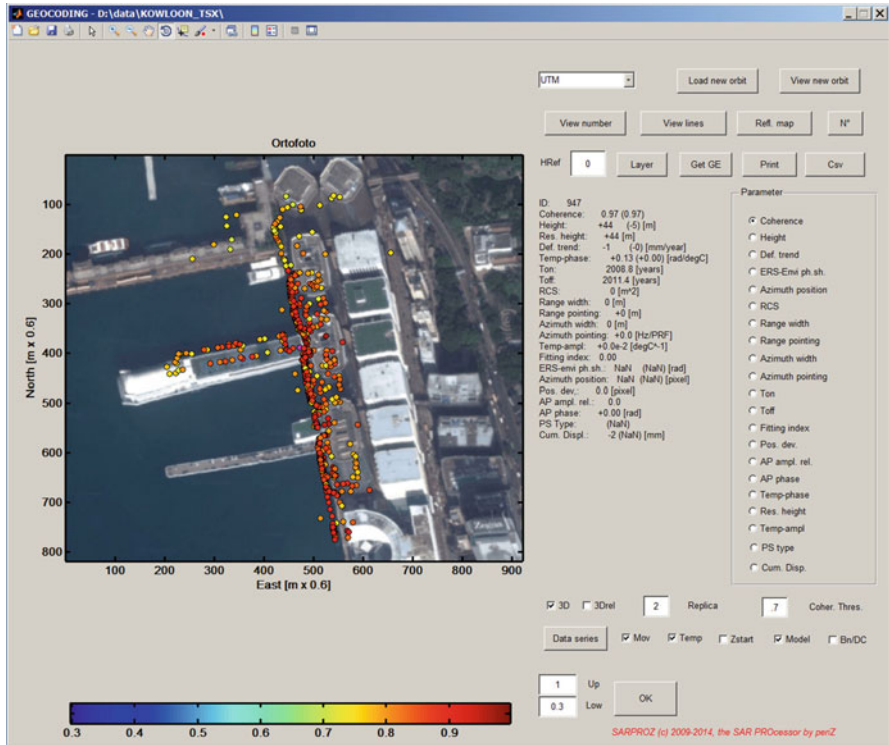 GEOCODING - D:\data\KOWLOON_TSX\
UTM
Load new orbit
View new orbit
View number
View lines
Refl. map
N°
HRef
0
Layer
Get GE
Print
Csv
Ortofoto
100
200
300
400
500
600
700
800
North [m x 0.6]
100 200 300 400 500 600 700 800 900
East [m x 0.6]
ID: 947
Coherence: 0.97 (0.97)
Height: +44 (-5) [m]
Res. height: +44 [m]
Def. trend: -1 (-0) [mm/year]
Temp-phase: +0.13 (+0.00) [rad/degC]
Ton: 2008.8 [years]
Toff: 2011.4 [years]
RCS: 0 [m^2]
Range width: 0 [m]
Range pointing: +0 [m]
Azimuth width: 0 [m]
Azimuth pointing: +0.0 [Hz/PRF]
Temp-ampl: +0.0e-2 [degC^-1]
Fitting index: 0.00
ERS-envi ph.sh.: NaN (NaN) [rad]
Azimuth position: NaN (NaN) [pixel]
Pos. dev,: 0.0 [pixel]
AP ampl. rel.: 0.0
AP phase: +0.00 [rad]
PS Type: (NaN)
Cum. Displ.: -2 (NaN) [mm]
Parameter
Coherence
Height
Def. trend
ERS-Envi ph.sh.
Azimuth position
RCS
Range width
Range pointing
Azimuth width
Azimuth pointing
Ton
Toff
Fitting index
Pos. dev.
AP ampl. rel.
AP phase
Temp-phase
Res. height
Temp-ampl
PS type
Cum. Disp.
3D
3Drel
2
Replica
.7
Coher. Thres.
Data series
Mov
Temp
Zstart
Model
Bn/DC
1
Up
0.3
Low
OK
0.3 0.4 0.5 0.6 0.7 0.8 0.9
SARPROZ (c) 2009-2014, the SAR PROcessor by periZ